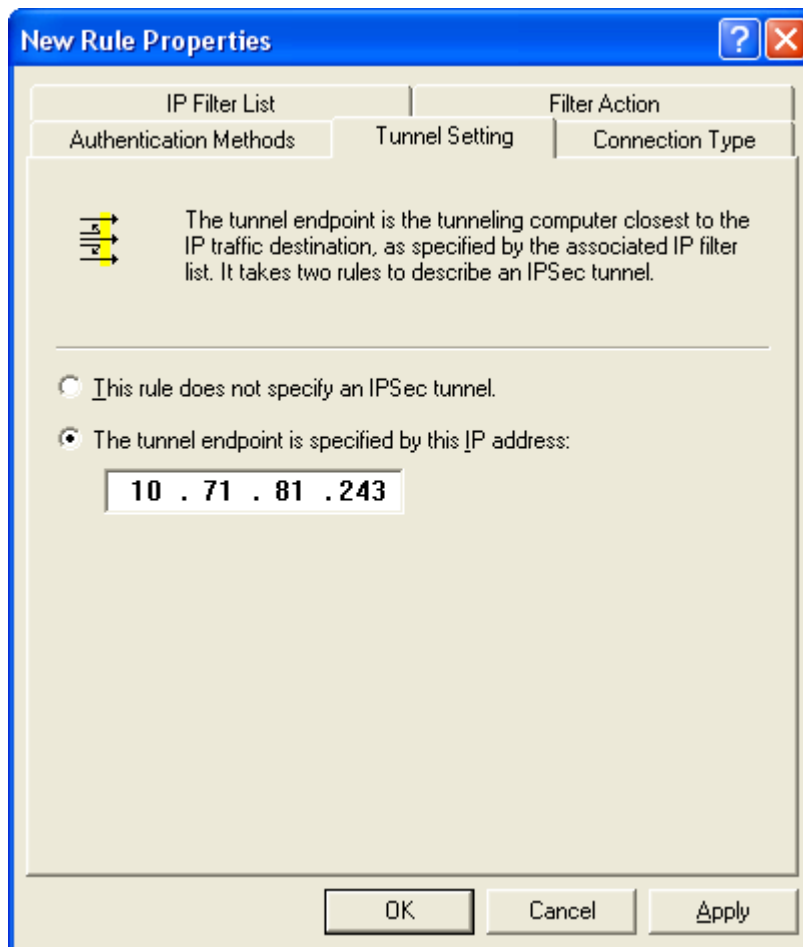 New Rule Properties
IP Filter List
Filter Action
Authentication Methods
Tunnel Setting
Connection Type
The tunnel endpoint is the tunneling computer closest to the
IP traffic destination, as specified by the associated IP filter
list. It takes two rules to describe an IPSec tunnel.
This rule does not specify an IPSec tunnel.
The tunnel endpoint is specified by this IP address:
10 . 71 . 81 . 243
OK
Cancel
Apply